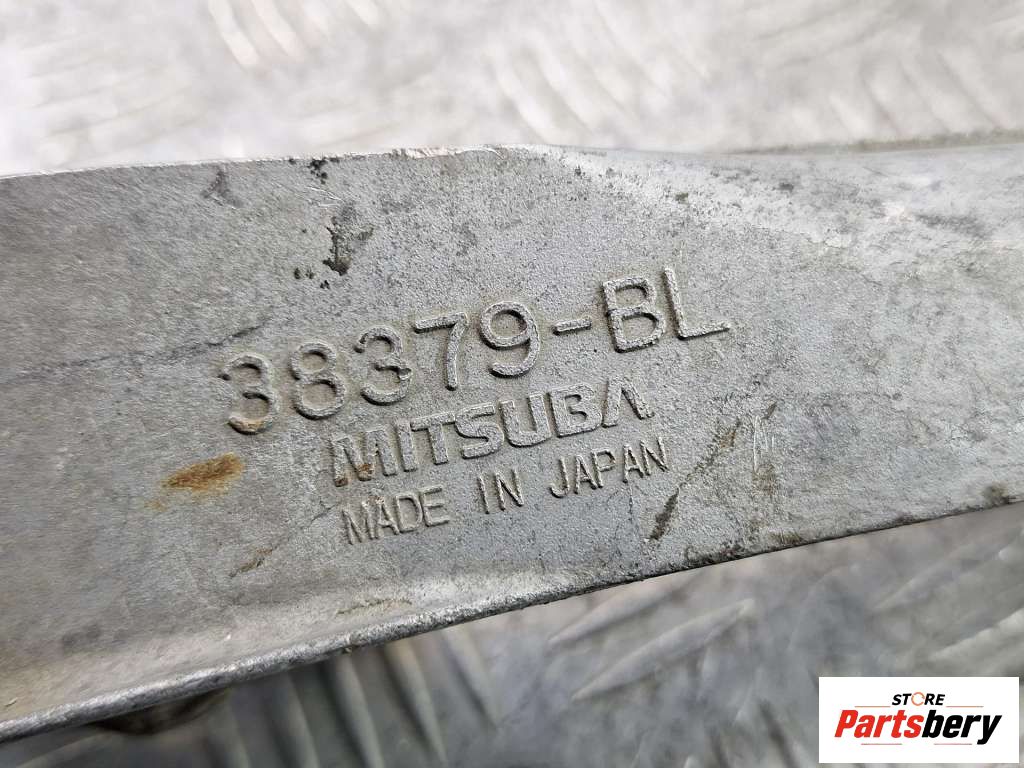 38379-BL
MITSUBA
MADE IN JAPAN
STORE
Partsbery